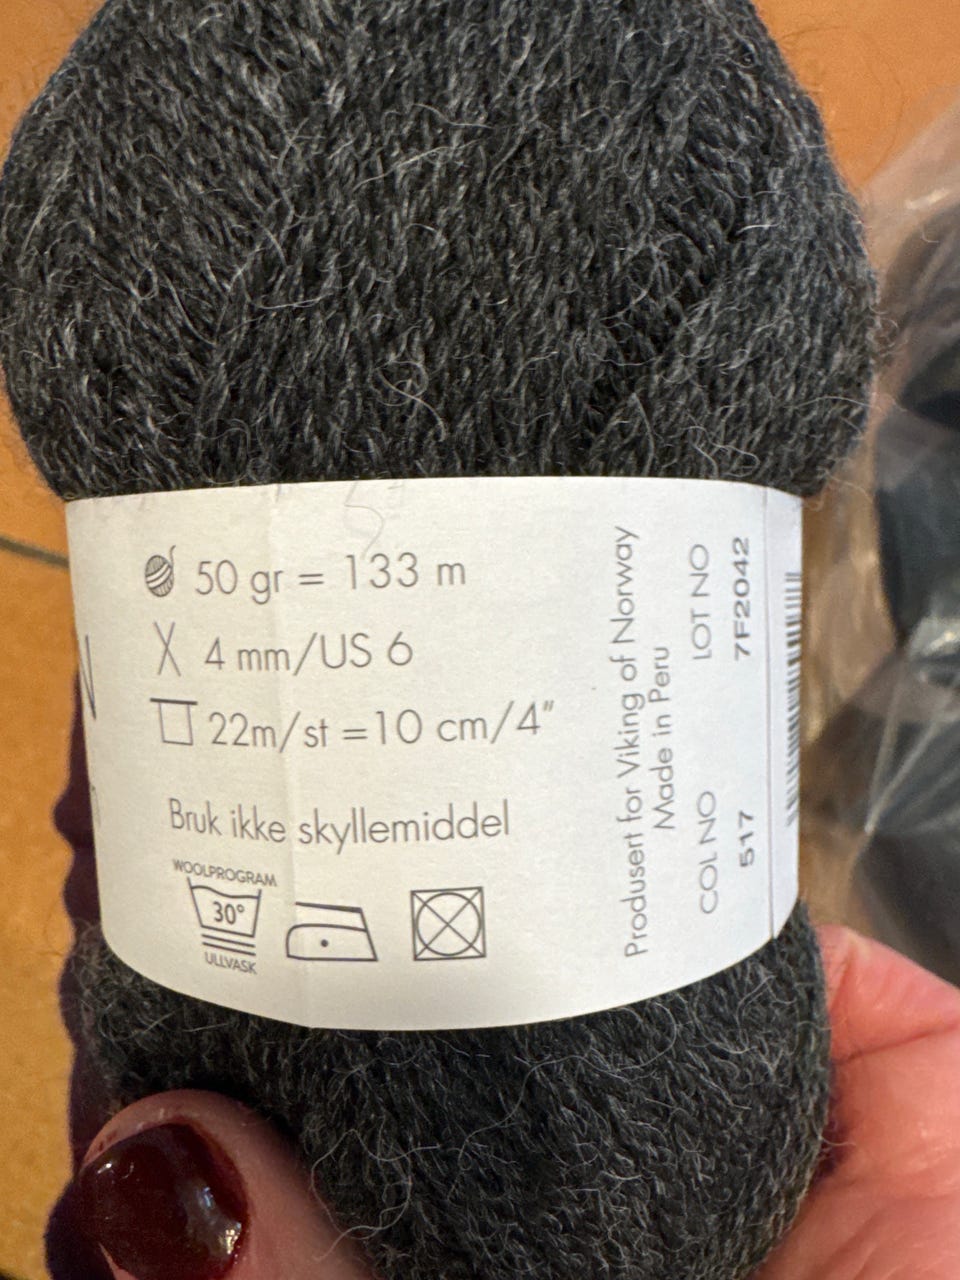 50 gr = 133 m
4 mm/US 6
22m/st =10 cm/4"
Bruk ikke skyllemiddel
WOOLPROGRAM
30°
ULLVASK
Produsert for Viking of Norway
Made in Peru
LOT NO
7F2042
COL NO
517